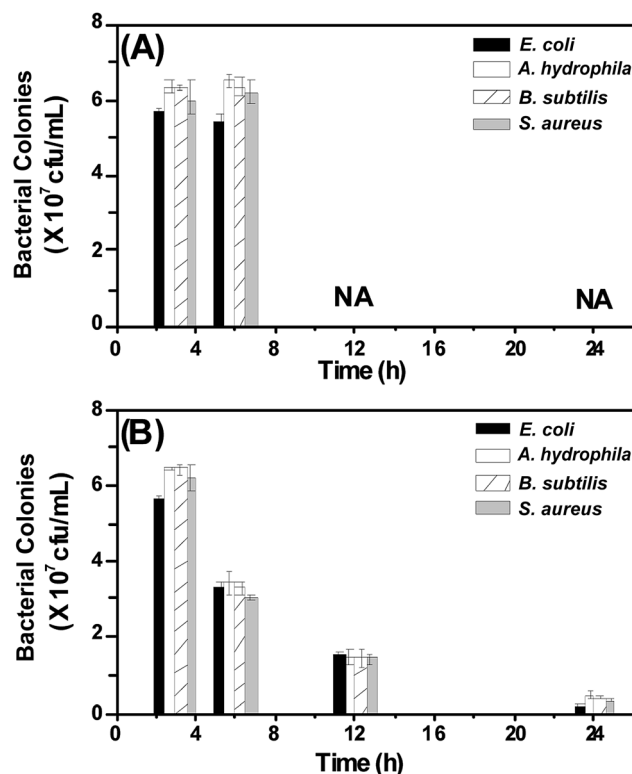 (A)
E. coli
A. hydrophila
B. subtilis
S. aureus
Bacterial Colonies
(X 10⁷ cfu/mL)
8
6
4
2
0
NA
NA
0 4 8 12 16 20 24
Time (h)
(B)
E. coli
A. hydrophila
B. subtilis
S. aureus
Bacterial Colonies
(X 10⁷ cfu/mL)
8
6
4
2
0
0 4 8 12 16 20 24
Time (h)